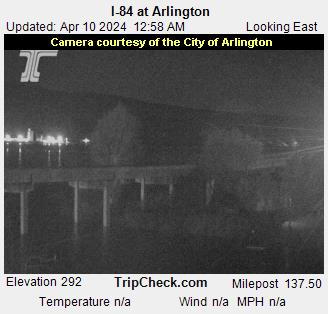 I-84 at Arlington
Updated: Apr 10 2024 12:58 AM Looking East
Camera courtesy of the City of Arlington
Elevation 292 TripCheck.com Milepost 137.50
Temperature n/a Wind n/a MPH n/a